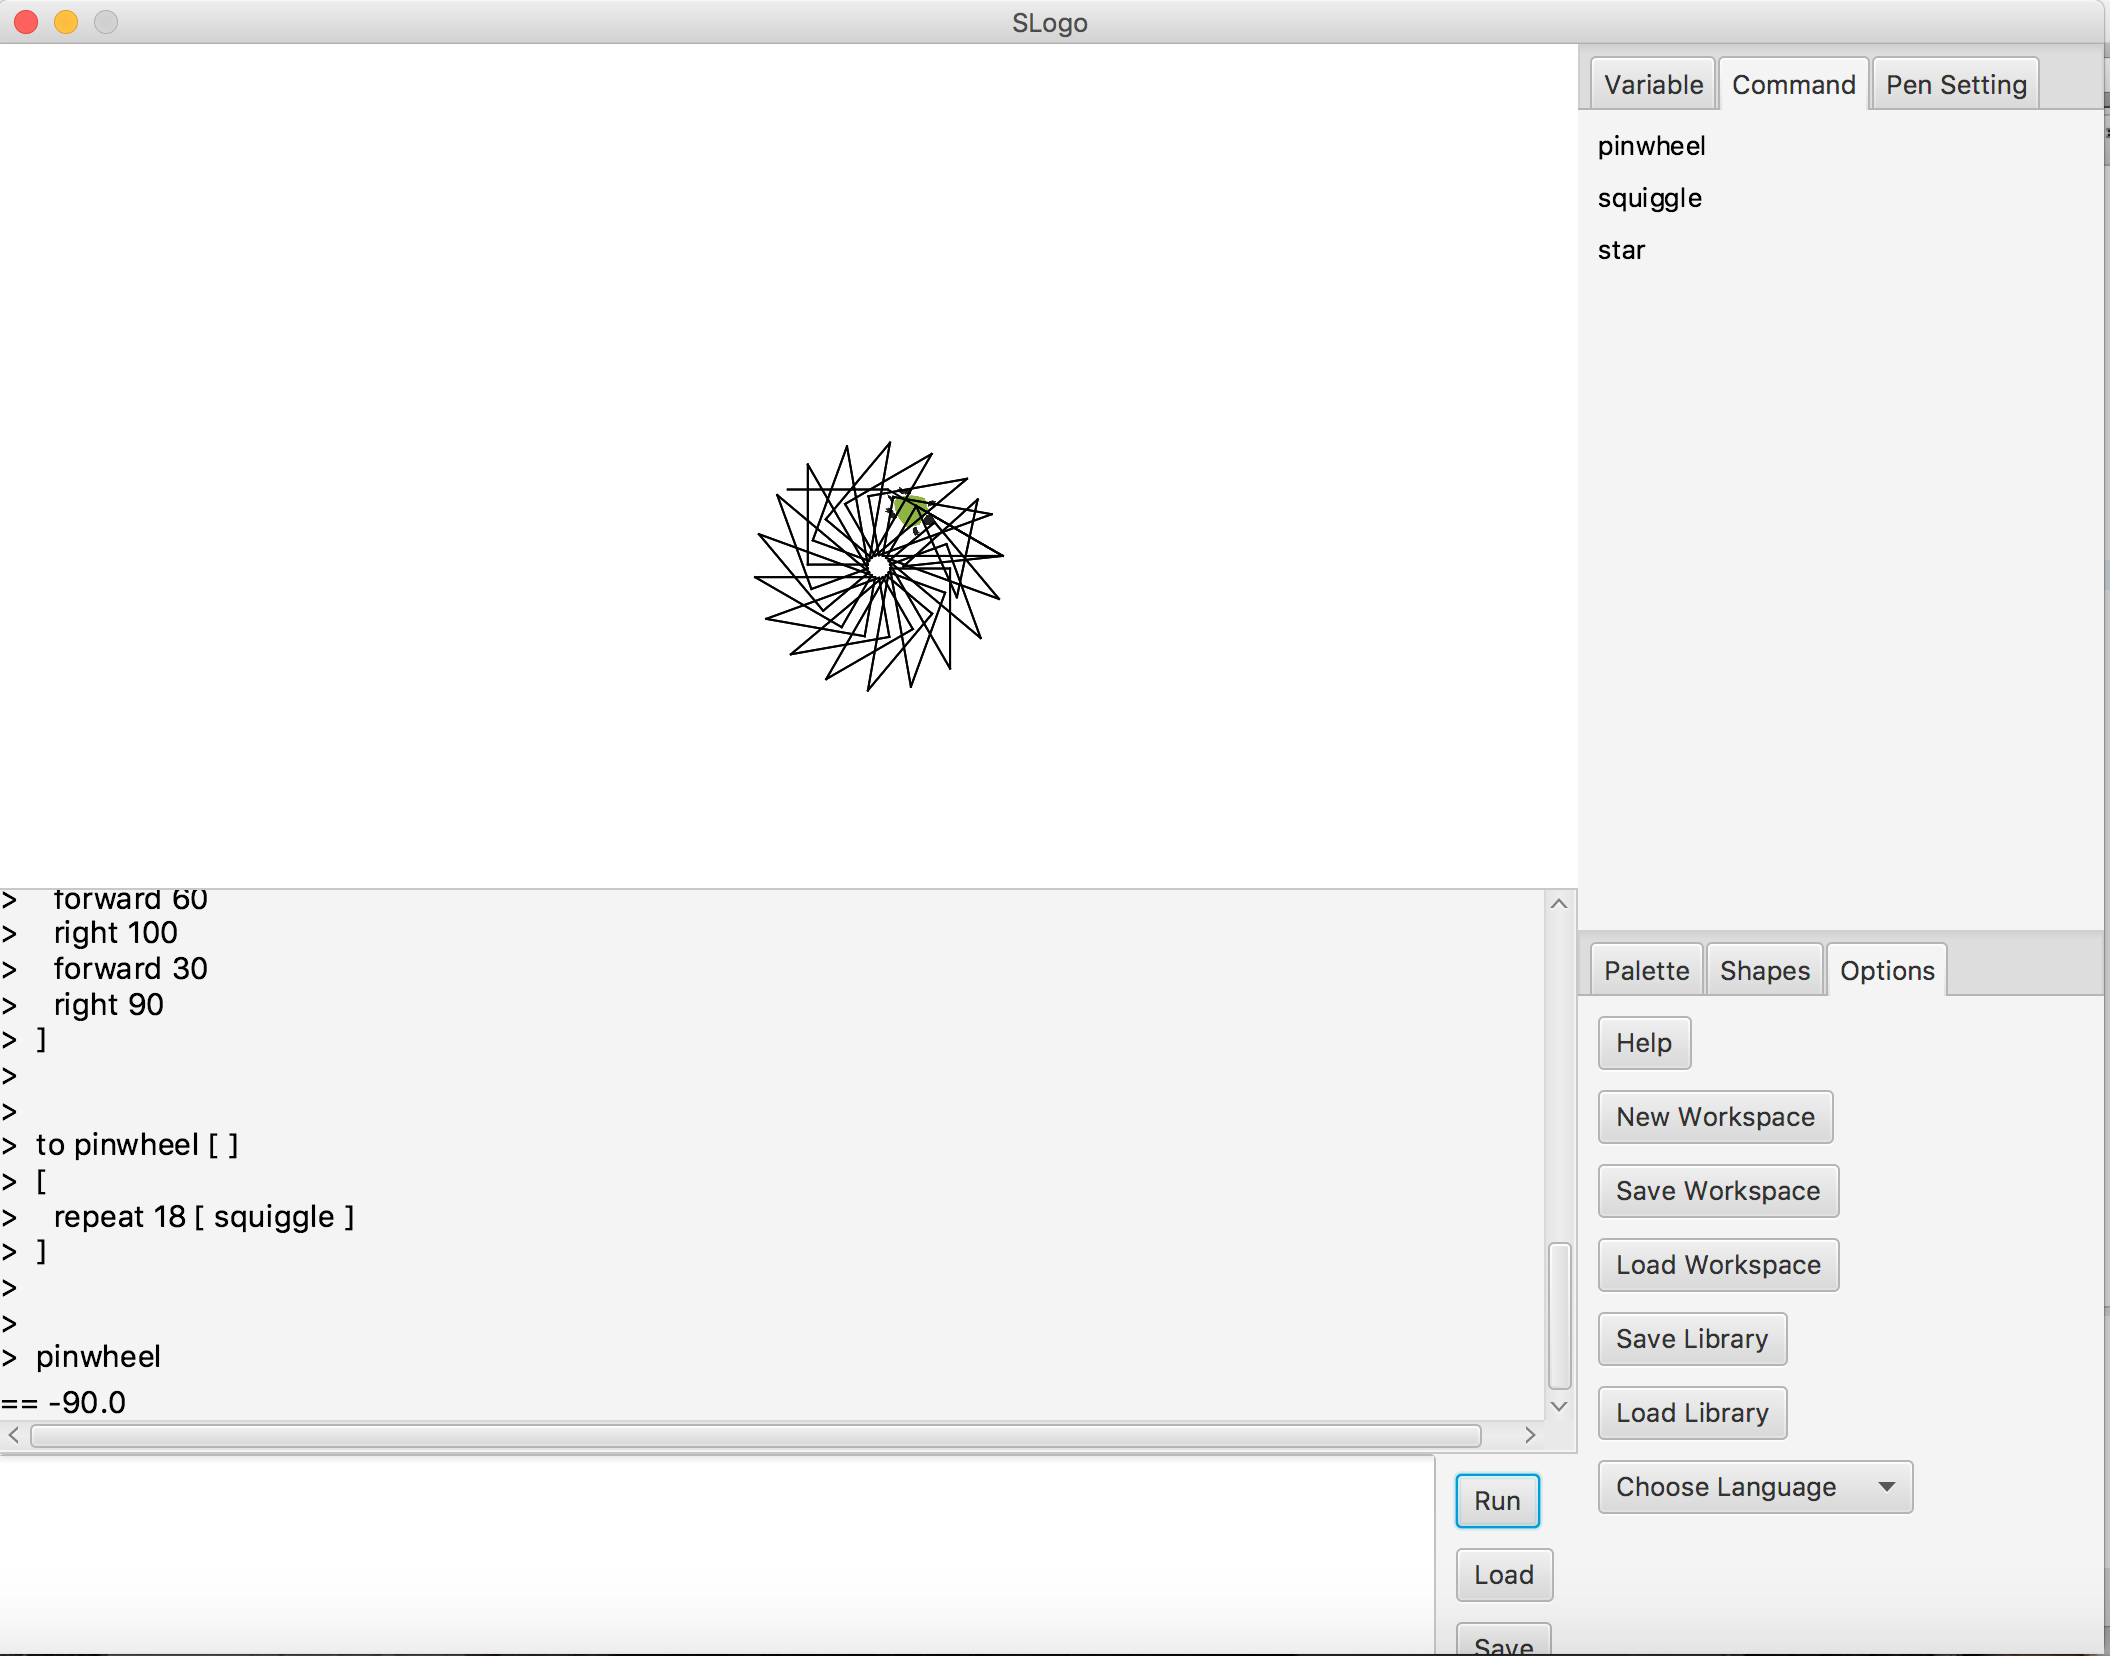 SLogo
Variable Command Pen Setting
pinwheel
squiggle
star
> forward 60
> right 100
> forward 30
> right 90
> ]
>
>
> to pinwheel [ ]
> [
> repeat 18 [ squiggle ]
> ]
>
>
> pinwheel
== -90.0
Palette Shapes Options
Help
New Workspace
Save Workspace
Load Workspace
Save Library
Load Library
Choose Language
Run
Load
Save